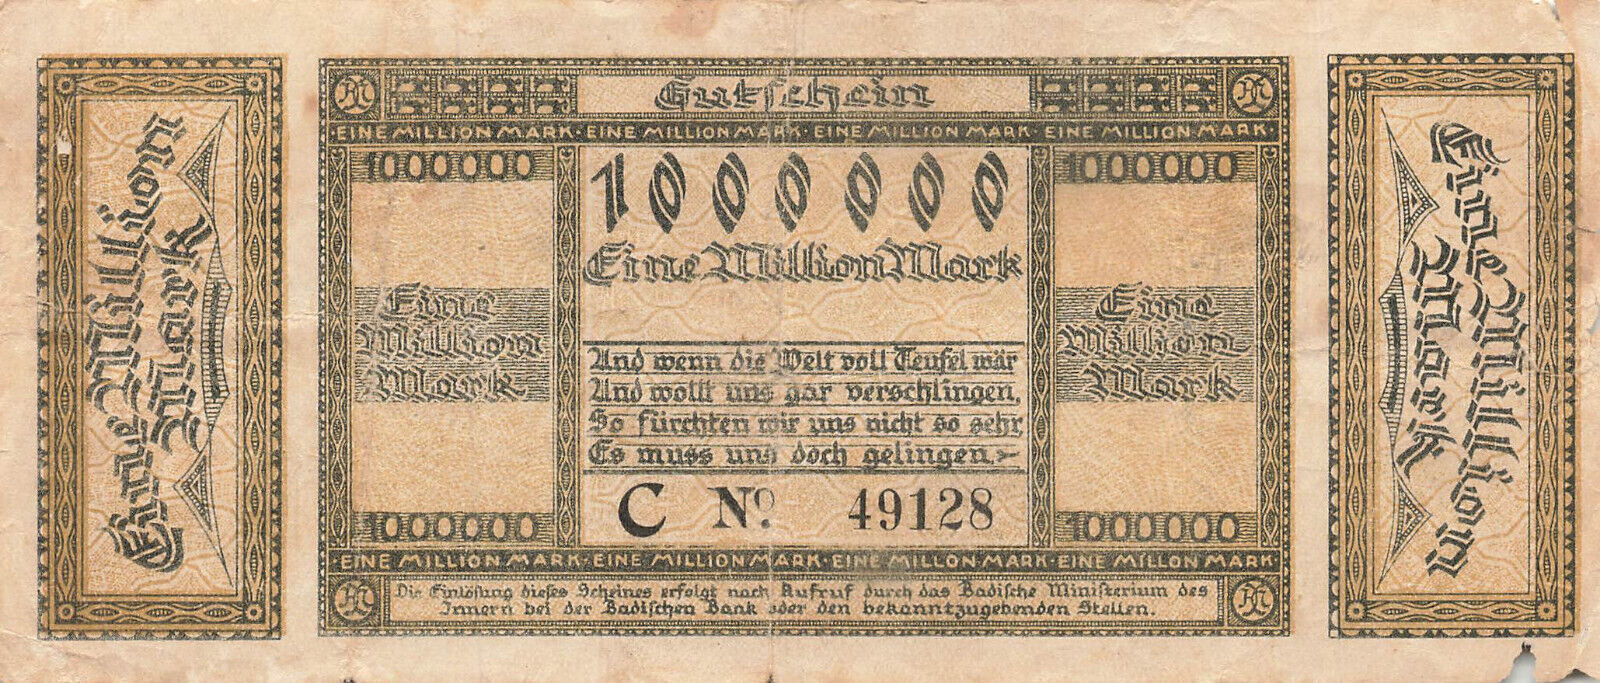 Eine Million
Mark
Gutschein
EINE MILLION MARK · EINE MILLION MARK · EINE MILLION MARK · EINE MILLION MARK ·
1000000
1000000
1000000
Eine Million Mark
Eine
Million
Mark
Eine
Million
Mark
Und wenn die Welt voll Teufel wär
Und wollt uns gar verschlingen,
So fürchten wir uns nicht so sehr,
Es muss uns doch gelingen.
C No. 49128
1000000
1000000
EINE MILLION MARK · EINE MILLION MARK · EINE MILLON MARK · EINE MILLON MARK
Die Einlösung dieses Scheines erfolgt nach Aufruf durch das Badische Ministerium des
Innern bei der Badischen Bank oder den bekanntzugebenden Stellen.
Eine Million
Mark